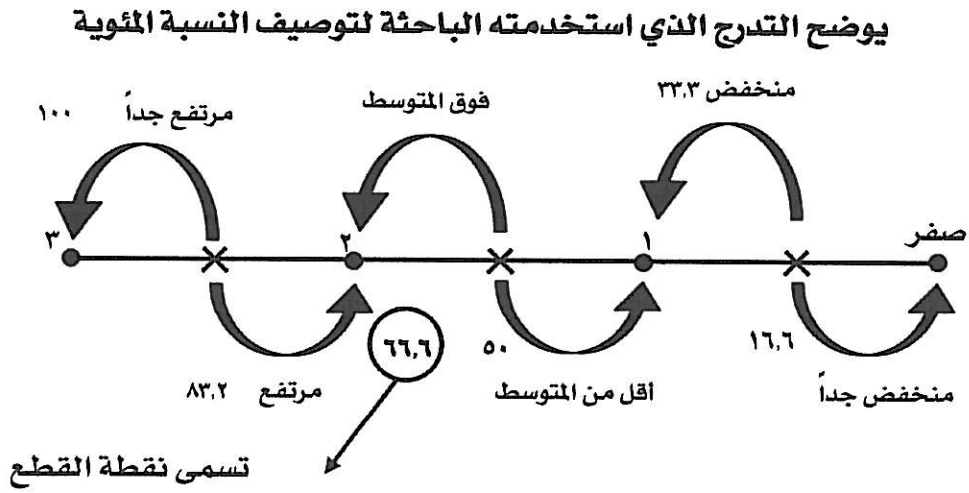 يوضح التدرج الذي استخدمته الباحثة لتوصيف النسبة المئوية
منخفض ٣٣,٣
فوق المتوسط
مرتفع جداً ١٠٠
صفر
١
٢
٣
منخفض جداً ١٦,٦
أقل من المتوسط ٥٠
٦٦,٦
مرتفع ٨٣,٢
تسمى نقطة القطع